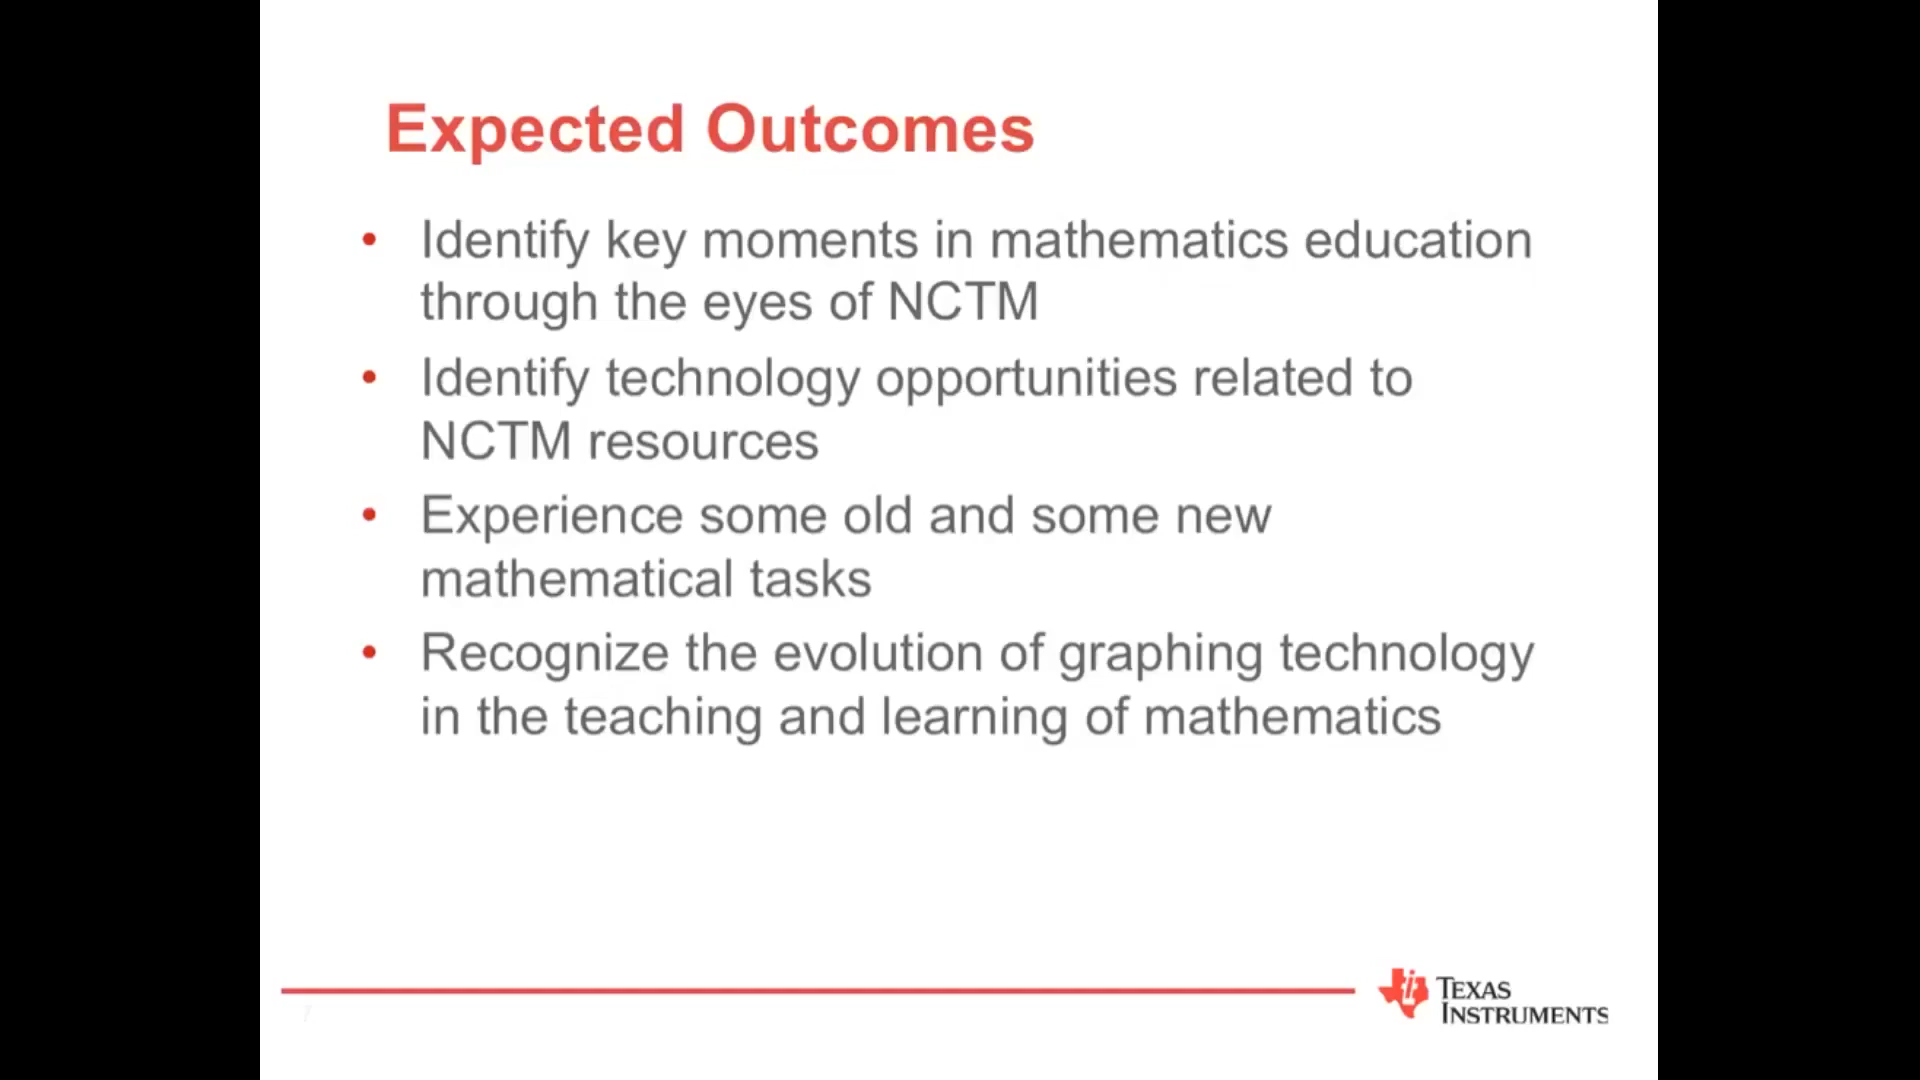 Expected Outcomes
• Identify key moments in mathematics education
through the eyes of NCTM
• Identify technology opportunities related to
NCTM resources
• Experience some old and some new
mathematical tasks
• Recognize the evolution of graphing technology
in the teaching and learning of mathematics
7
TEXAS
INSTRUMENTS